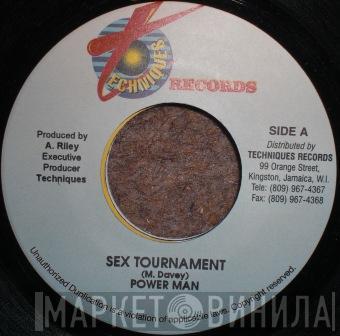 TECHNIQUES
RECORDS
Produced by
A. Riley
Executive
Producer
Techniques
SIDE A
Distributed by
TECHNIQUES RECORDS
99 Orange Street,
Kingston, Jamaica, W.I.
Tele: (809) 967-4367
Fax: (809) 967-4368
SEX TOURNAMENT
(M. Davey)
POWER MAN
Unauthorized Duplication is a violation of applicable laws. Copyright
МАРКЕТ ВИНИЛА